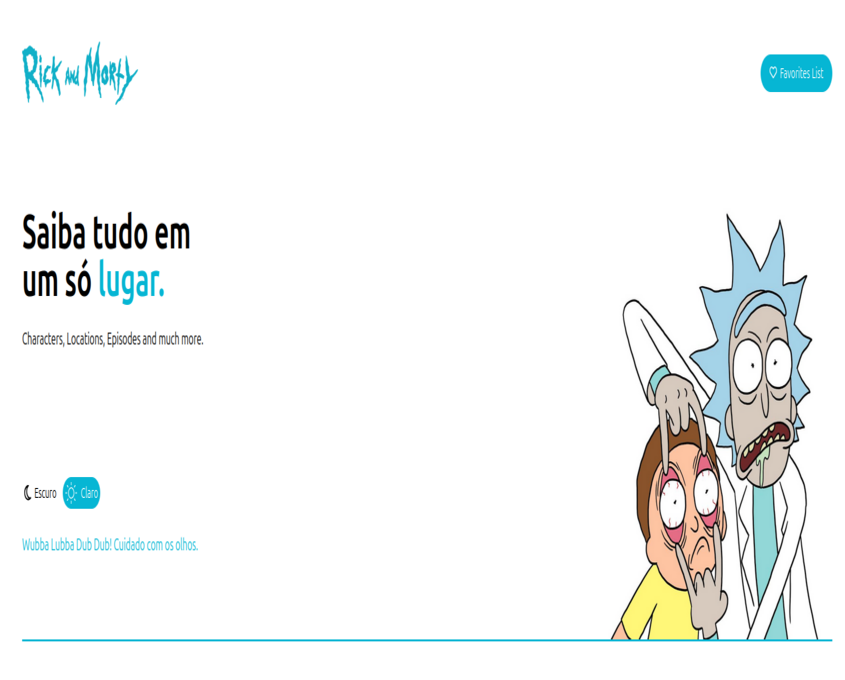 Rick and Morty
Favorites List
Saiba tudo em
um só lugar.
Characters, Locations, Episodes and much more.
Escuro Claro
Wubba Lubba Dub Dub! Cuidado com os olhos.